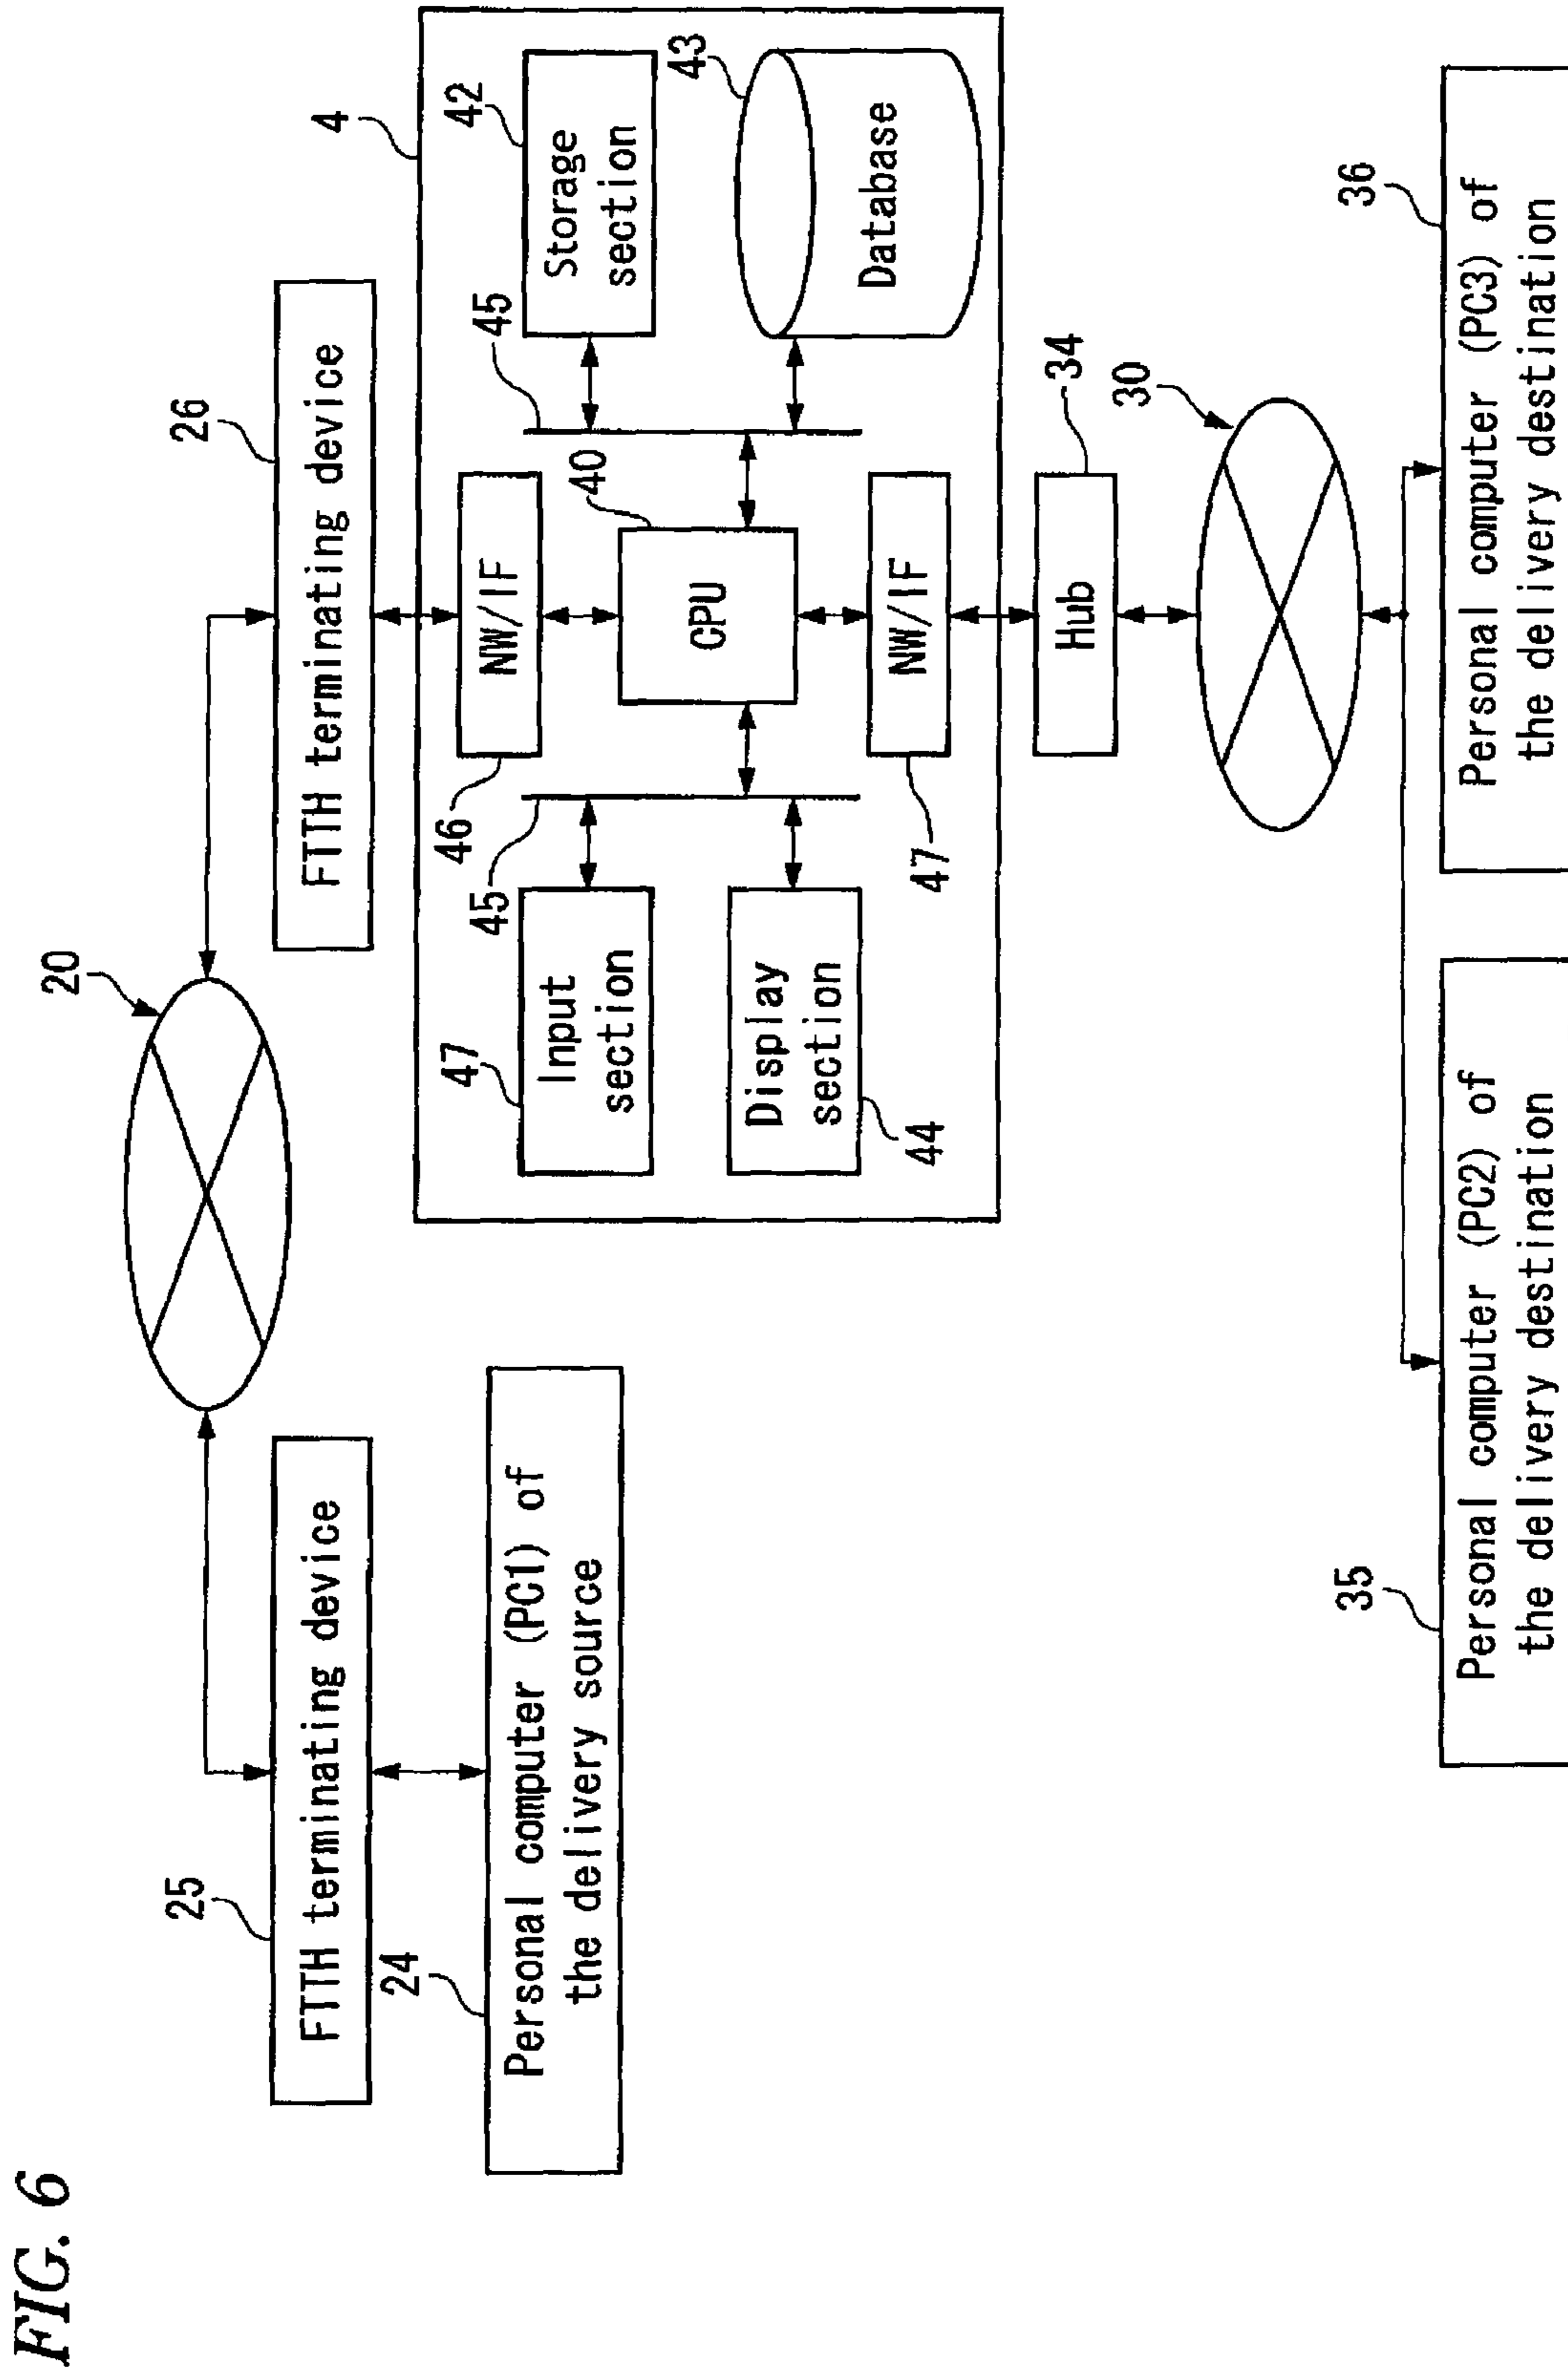 FIG. 6
20
25
FTTH terminating device
26
FTTH terminating device
24
Personal computer (PC1) of
the delivery source
4
47
Input
section
45
46
NW/IF
45
42
Storage
section
40
CPU
44
Display
section
47
NW/IF
43
Database
34
Hub
30
35
Personal computer (PC2) of
the delivery destination
36
Personal computer (PC3) of
the delivery destination